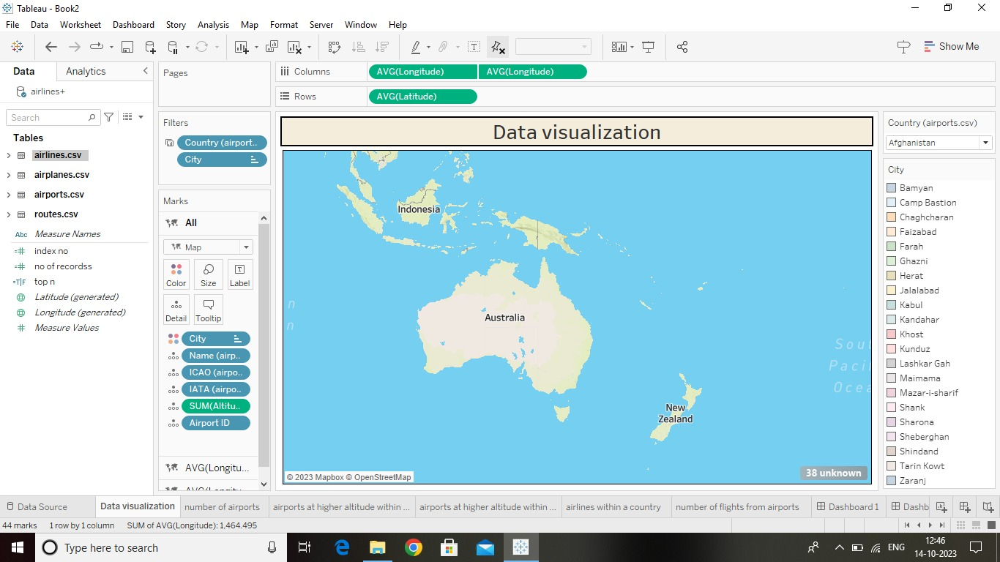 Tableau - Book2
File Data Worksheet Dashboard Story Analysis Map Format Server Window Help
Show Me
Data Analytics
airlines+
Search
Tables
airlines.csv
airplanes.csv
airports.csv
routes.csv
Abc Measure Names
index no
no of recordss
=T|F top n
Latitude (generated)
Longitude (generated)
Measure Values
Pages
Filters
Country (airport..
City
Marks
All
Map
Color Size Label
Detail Tooltip
City
Name (airp..
ICAO (airpo..
IATA (airpo..
SUM(Altitu..
Airport ID
AVG(Longitu...
Columns AVG(Longitude) AVG(Longitude)
Rows AVG(Latitude)
Data visualization
Indonesia
Australia
New
Zealand
n
n
Sout
Pacif
Ocea
© 2023 Mapbox © OpenStreetMap
38 unknown
Country (airports.csv)
Afghanistan
City
Bamyan
Camp Bastion
Chaghcharan
Faizabad
Farah
Ghazni
Herat
Jalalabad
Kabul
Kandahar
Khost
Kunduz
Lashkar Gah
Maimama
Mazar-i-sharif
Shank
Sharona
Sheberghan
Shindand
Tarin Kowt
Zaranj
Data Source Data visualization number of airports airports at higher altitude within ... airports at higher altitude within ... airlines within a country number of flights from airports Dashboard 1 Dashb
44 marks 1 row by 1 column SUM of AVG(Longitude): 1,464.495
Type here to search
ENG
12:46
14-10-2023